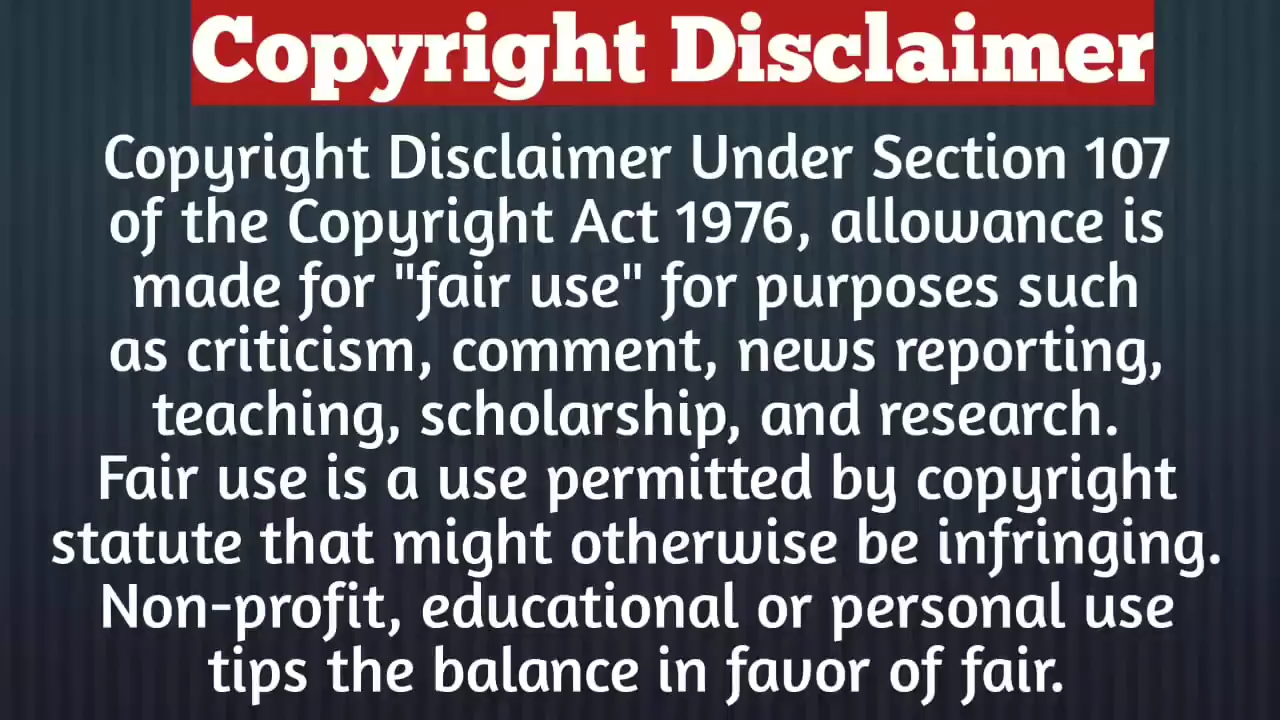 Copyright Disclaimer
Copyright Disclaimer Under Section 107
of the Copyright Act 1976, allowance is
made for "fair use" for purposes such
as criticism, comment, news reporting,
teaching, scholarship, and research.
Fair use is a use permitted by copyright
statute that might otherwise be infringing.
Non-profit, educational or personal use
tips the balance in favor of fair.